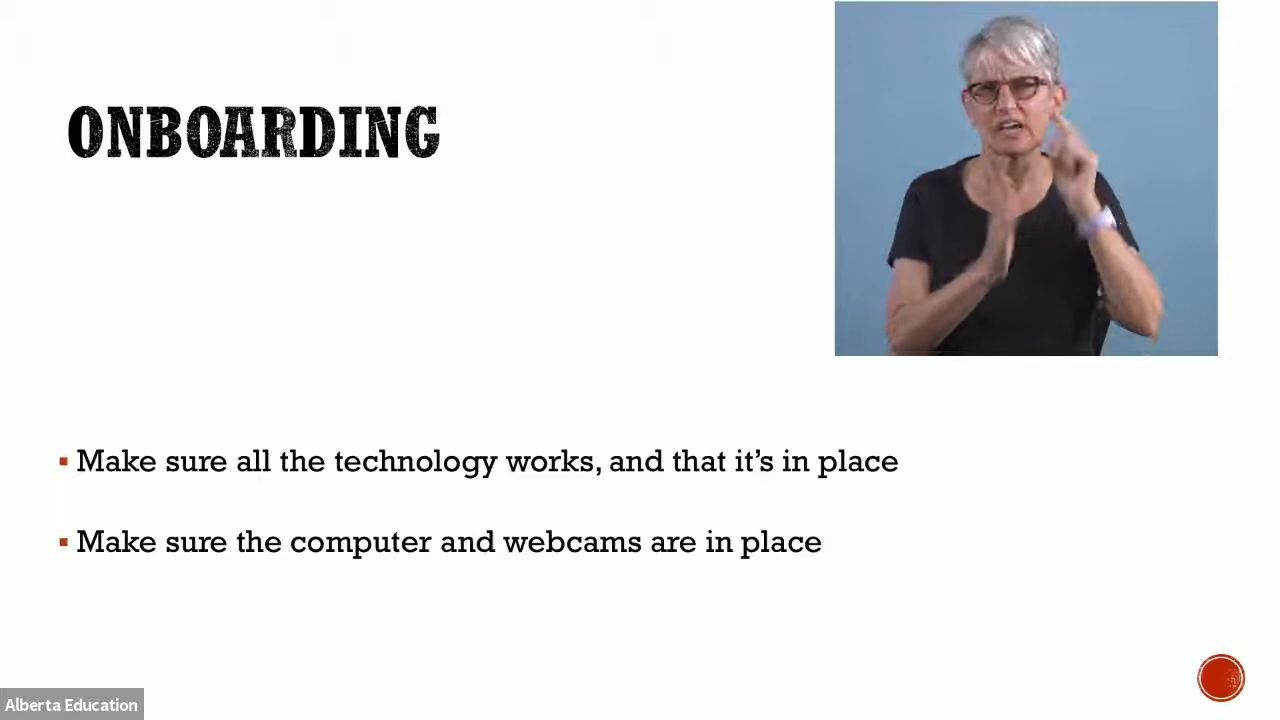 ONBOARDING
▪ Make sure all the technology works, and that it's in place
▪ Make sure the computer and webcams are in place
Alberta Education